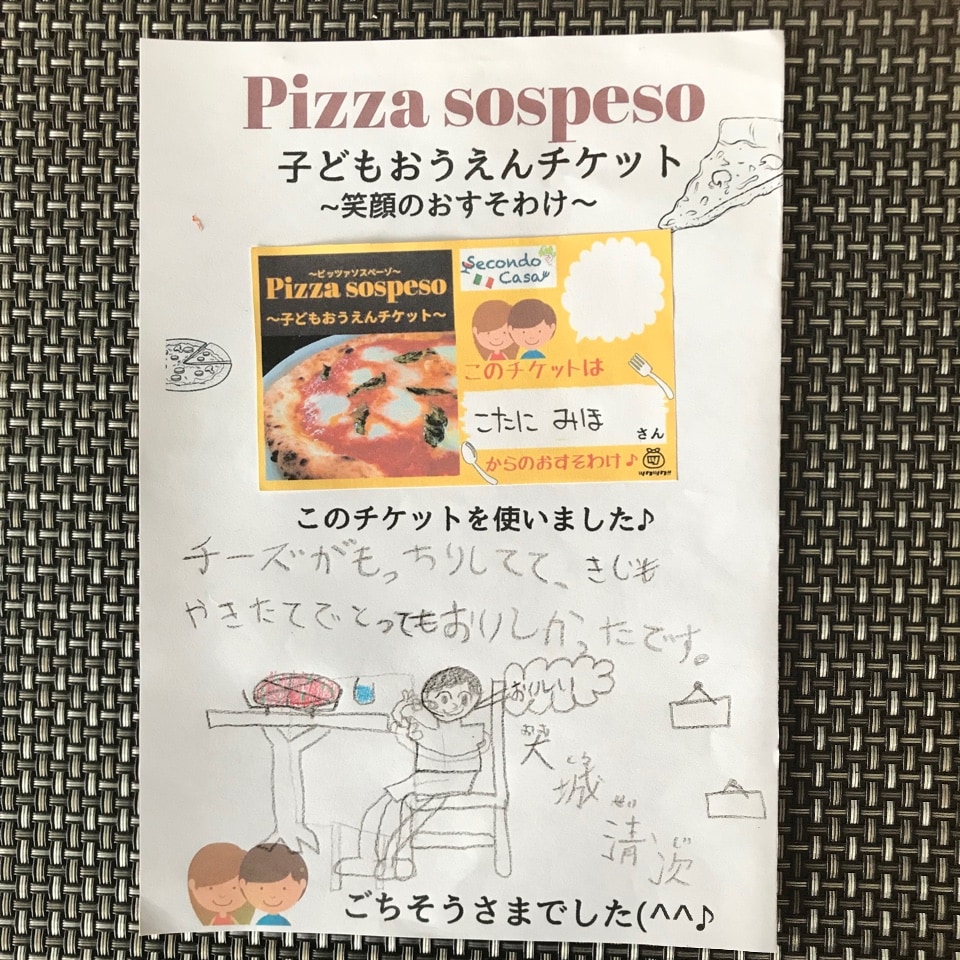 Pizza sospeso
子どもおうえんチケット
~笑顔のおすそわけ~
~ピッツァソスペーゾ~
Pizza sospeso
~子どもおうえんチケット~
Secondo
Casa
このチケットは
こたに みほ
さん
からのおすそわけ♪
このチケットを使いました♪
チーズがもっちりしてて、きじも
やきたてでとってもおいしかったです。
おいしい
城
せい
清
じ
次
ごちそうさまでした(^^♪